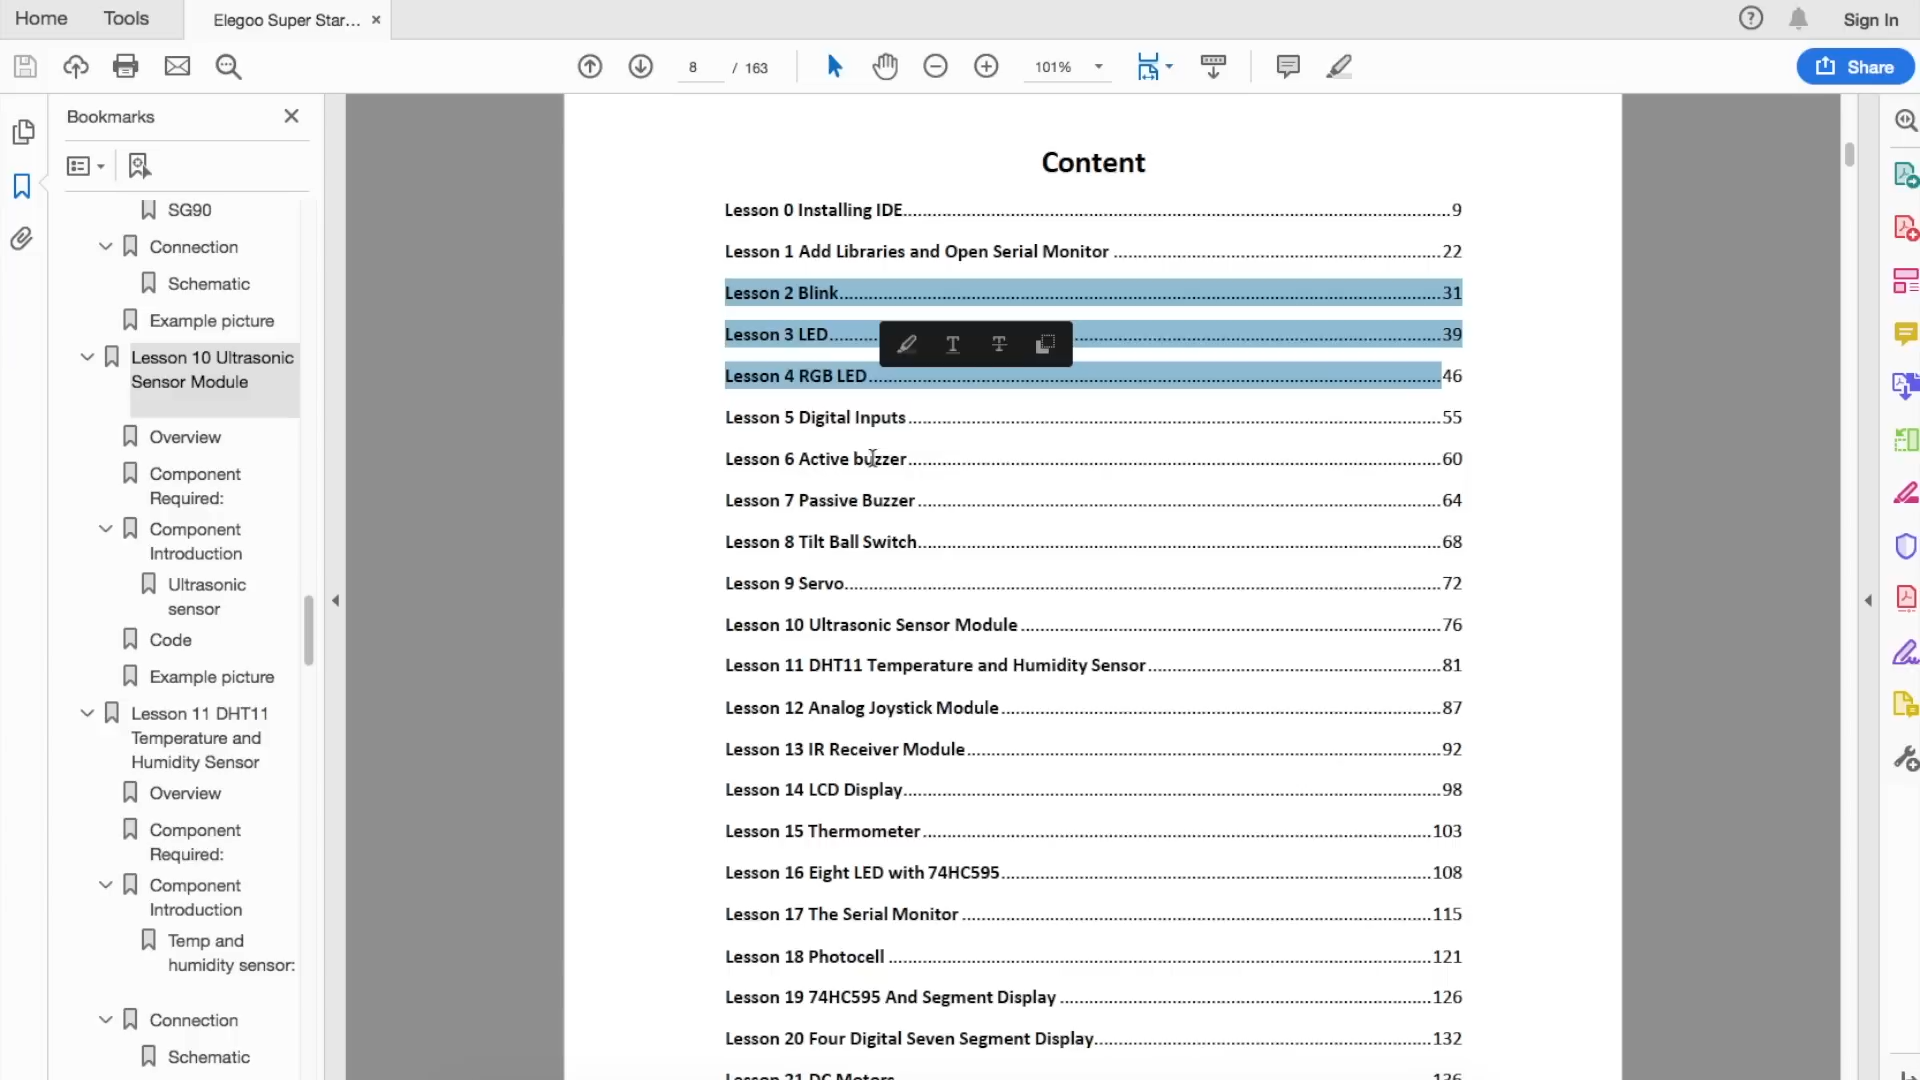 Home
Tools
Elegoo Super Star...
Sign In
8
/ 163
101%
Share
Bookmarks
SG90
Connection
Schematic
Example picture
Lesson 10 Ultrasonic
Sensor Module
Overview
Component
Required:
Component
Introduction
Ultrasonic
sensor
Code
Example picture
Lesson 11 DHT11
Temperature and
Humidity Sensor
Overview
Component
Required:
Component
Introduction
Temp and
humidity sensor:
Connection
Schematic
Content
Lesson 0 Installing IDE 9
Lesson 1 Add Libraries and Open Serial Monitor 22
Lesson 2 Blink 31
Lesson 3 LED 39
Lesson 4 RGB LED 46
Lesson 5 Digital Inputs 55
Lesson 6 Active buzzer 60
Lesson 7 Passive Buzzer 64
Lesson 8 Tilt Ball Switch 68
Lesson 9 Servo 72
Lesson 10 Ultrasonic Sensor Module 76
Lesson 11 DHT11 Temperature and Humidity Sensor 81
Lesson 12 Analog Joystick Module 87
Lesson 13 IR Receiver Module 92
Lesson 14 LCD Display 98
Lesson 15 Thermometer 103
Lesson 16 Eight LED with 74HC595 108
Lesson 17 The Serial Monitor 115
Lesson 18 Photocell 121
Lesson 19 74HC595 And Segment Display 126
Lesson 20 Four Digital Seven Segment Display 132
Lesson 21 DC Motors 136